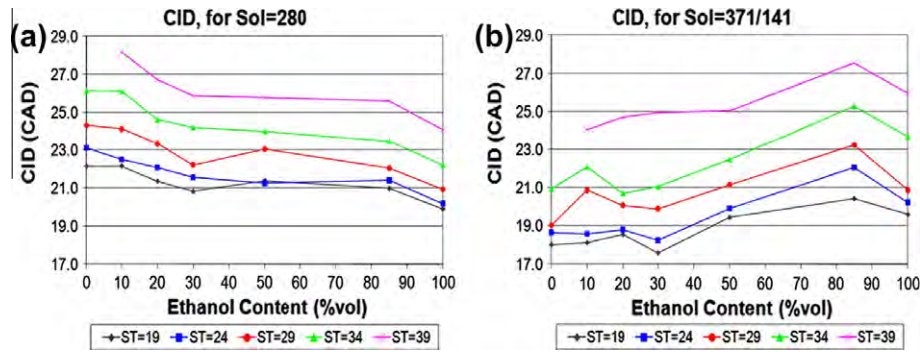 (a)
CID, for SoI=280
29.0
27.0
25.0
23.0
21.0
19.0
17.0
CID (CAD)
0 10 20 30 40 50 60 70 80 90 100
Ethanol Content (%vol)
ST=19 ST=24 ST=29 ST=34 ST=39
(b)
CID, for SoI=371/141
29.0
27.0
25.0
23.0
21.0
19.0
17.0
CID (CAD)
0 10 20 30 40 50 60 70 80 90 100
Ethanol Content (%vol)
ST=19 ST=24 ST=29 ST=34 ST=39